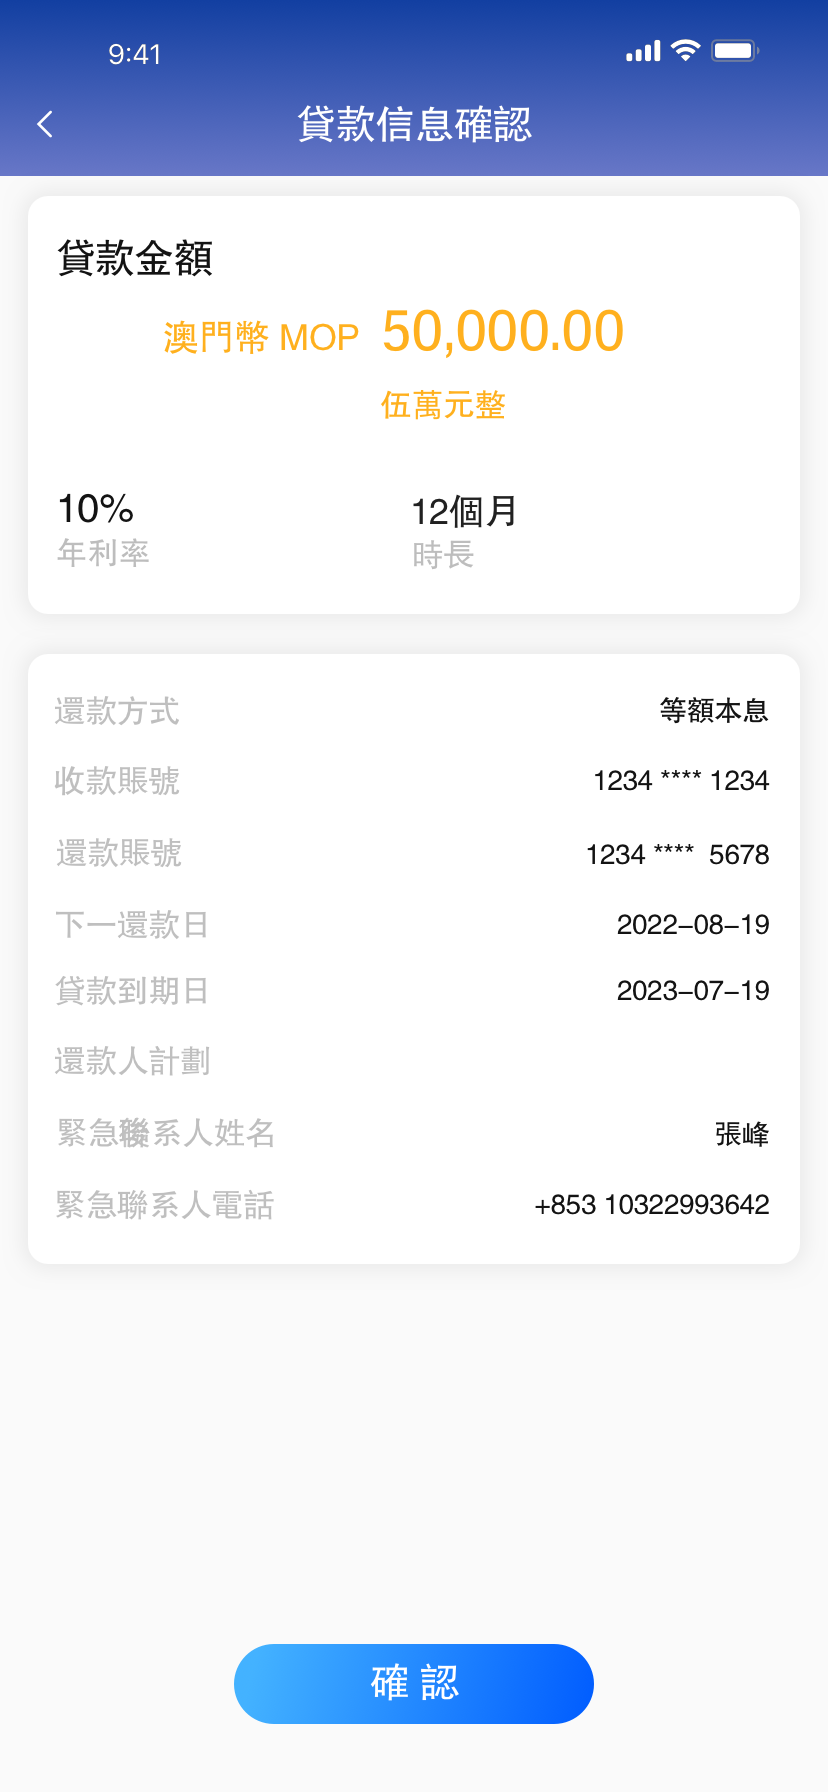 9:41
貸款信息確認
貸款金額
澳門幣 MOP 50,000.00
伍萬元整
10% 12個月
年利率 時長
還款方式 等額本息
收款賬號 1234 **** 1234
還款賬號 1234 **** 5678
下一還款日 2022-08-19
貸款到期日 2023-07-19
還款人計劃
緊急聯系人姓名 張峰
緊急聯系人電話 +853 10322993642
確 認